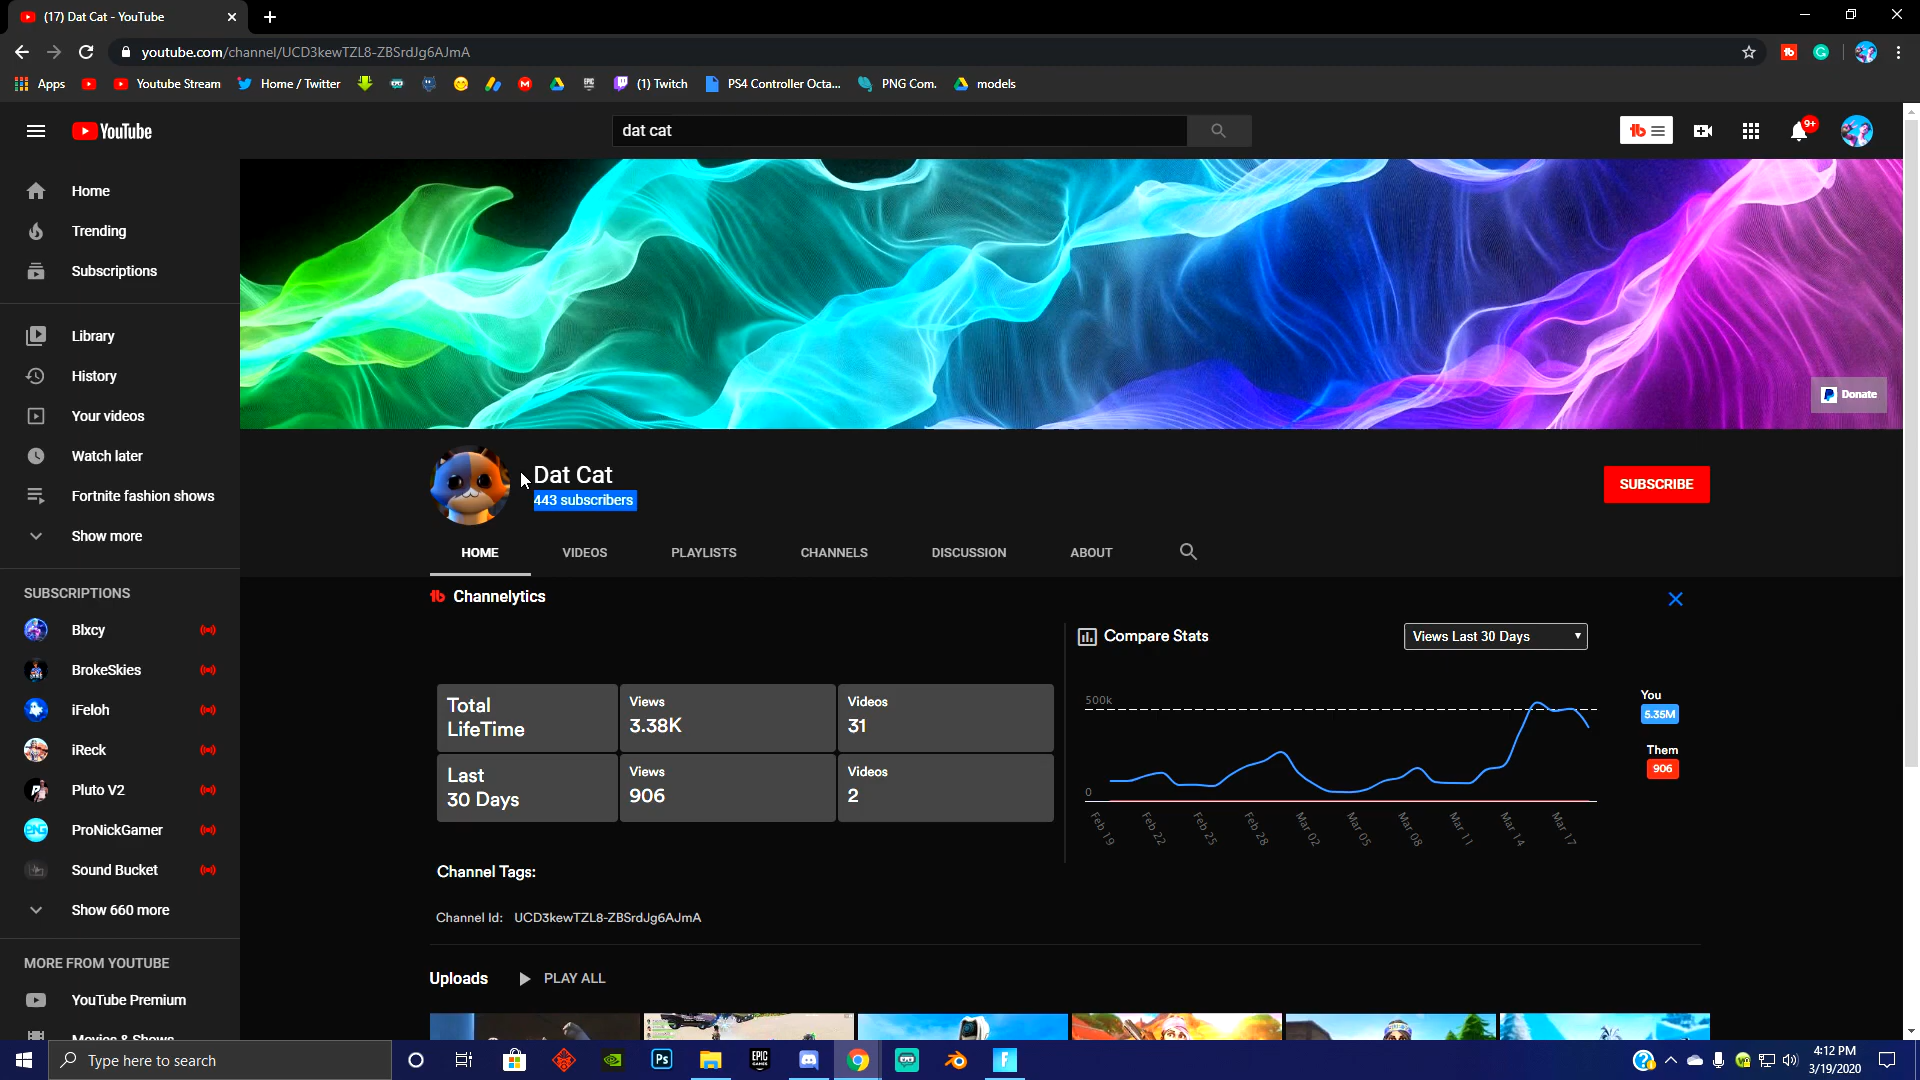 (17) Dat Cat - YouTube
youtube.com/channel/UCD3kewTZL8-ZBSrdJg6AJmA
Apps
Youtube Stream
Home / Twitter
EPIC
(1) Twitch
PS4 Controller Octa...
PNG Com.
models
YouTube
dat cat
9+
Home
Trending
Subscriptions
Library
History
Your videos
Watch later
Fortnite fashion shows
Show more
SUBSCRIPTIONS
Blxcy
BrokeSkies
iFeloh
iReck
Pluto V2
ProNickGamer
Sound Bucket
Show 660 more
MORE FROM YOUTUBE
YouTube Premium
Movies & Shows
Donate
Dat Cat
443 subscribers
SUBSCRIBE
HOME
VIDEOS
PLAYLISTS
CHANNELS
DISCUSSION
ABOUT
Channelytics
Total LifeTime
Views
3.38K
Videos
31
Last 30 Days
Views
906
Videos
2
Compare Stats
Views Last 30 Days
500k
0
Feb 19
Feb 22
Feb 25
Feb 28
Mar 02
Mar 05
Mar 08
Mar 11
Mar 14
Mar 17
You
5.35M
Them
906
Channel Tags:
Channel Id: UCD3kewTZL8-ZBSrdJg6AJmA
Uploads
PLAY ALL
Type here to search
Ps
EPIC GAMES
4:12 PM
3/19/2020